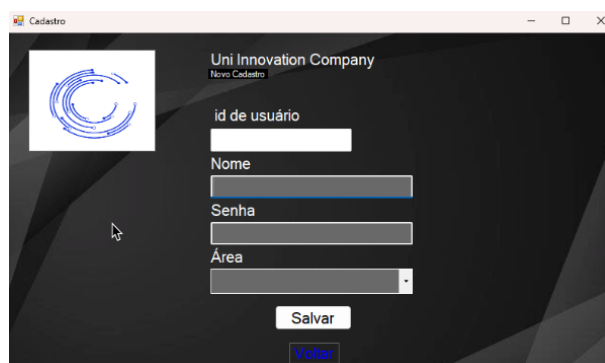 Cadastro
Uni Innovation Company
Novo Cadastro
id de usuário
Nome
Senha
Área
Salvar
Voltar